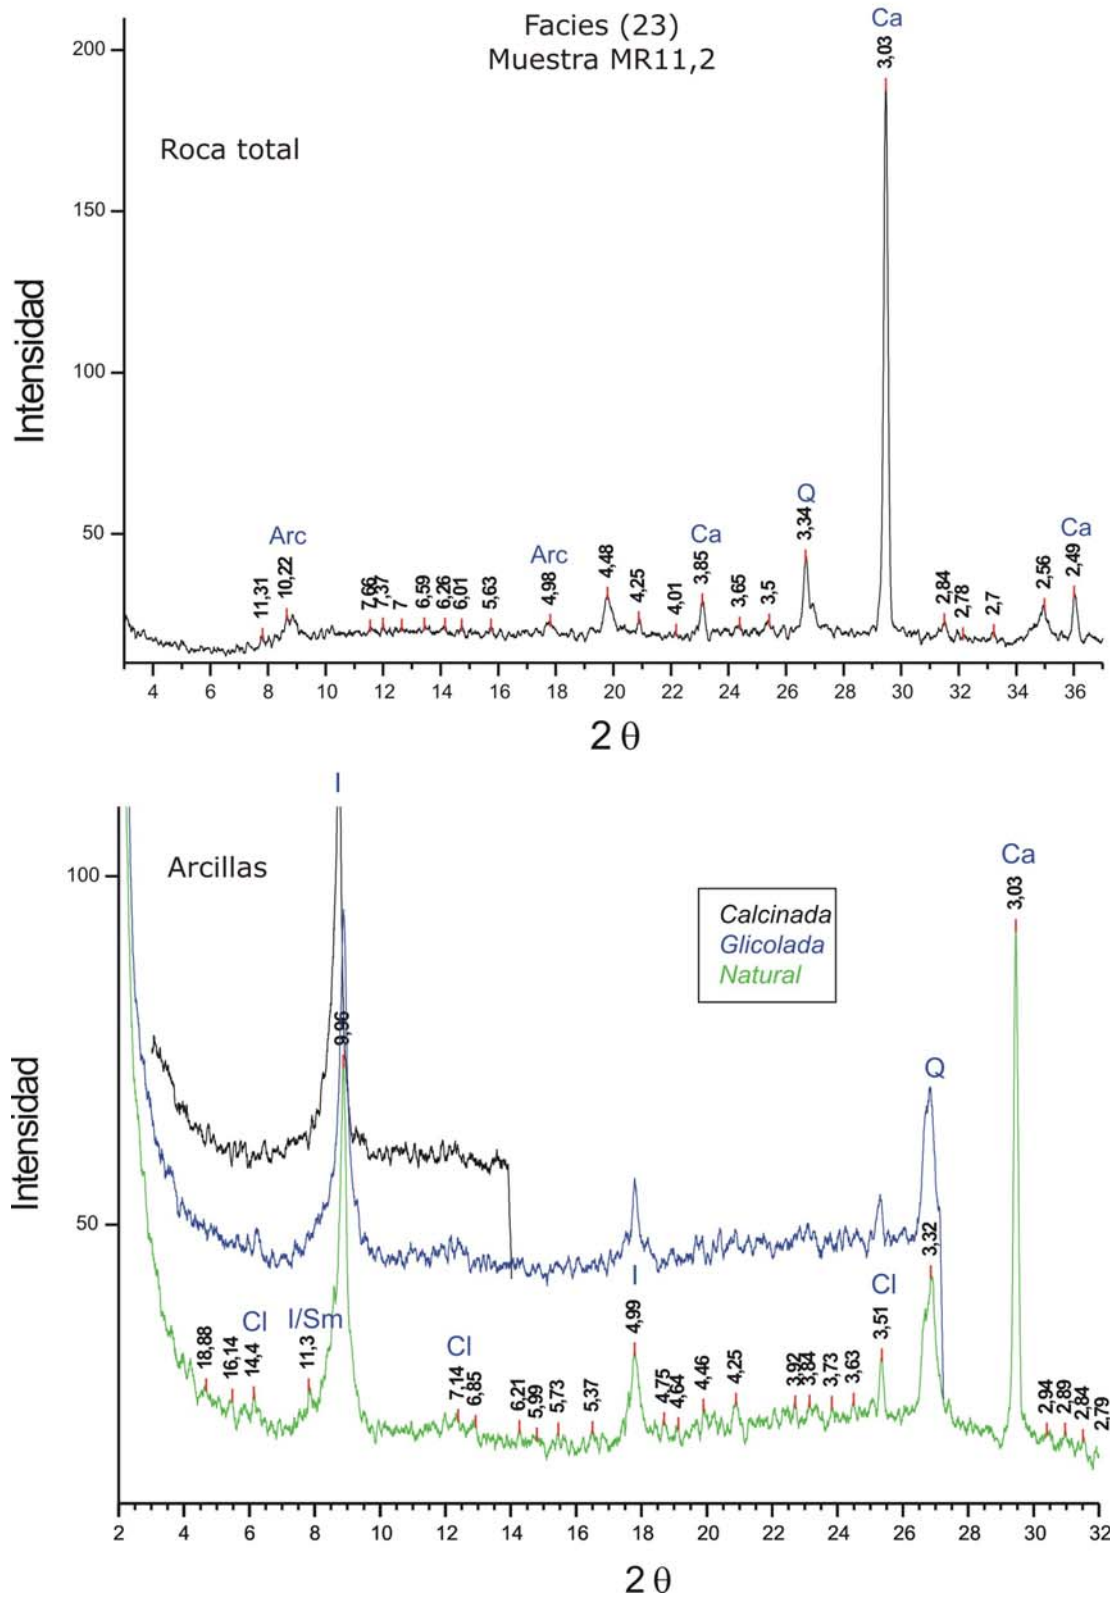 Facies (23)
Muestra MR11,2
Roca total
Intensidad
200
150
100
50
Arc
Arc
Ca
Q
Ca
Ca
11,31
10,22
7,66
7,37
7
6,59
6,26
6,01
5,63
4,98
4,48
4,25
4,01
3,85
3,65
3,5
3,34
3,03
2,84
2,78
2,7
2,56
2,49
4 6 8 10 12 14 16 18 20 22 24 26 28 30 32 34 36
2 θ
Arcillas
Intensidad
100
50
Calcinada
Glicolada
Natural
I
Cl
I/Sm
Cl
I
Cl
Q
Ca
18,88
16,14
14,4
11,3
9,96
7,14
6,85
6,21
5,99
5,73
5,37
4,99
4,75
4,64
4,46
4,25
3,92
3,84
3,73
3,63
3,51
3,32
3,03
2,94
2,89
2,84
2,79
2 4 6 8 10 12 14 16 18 20 22 24 26 28 30 32
2 θ